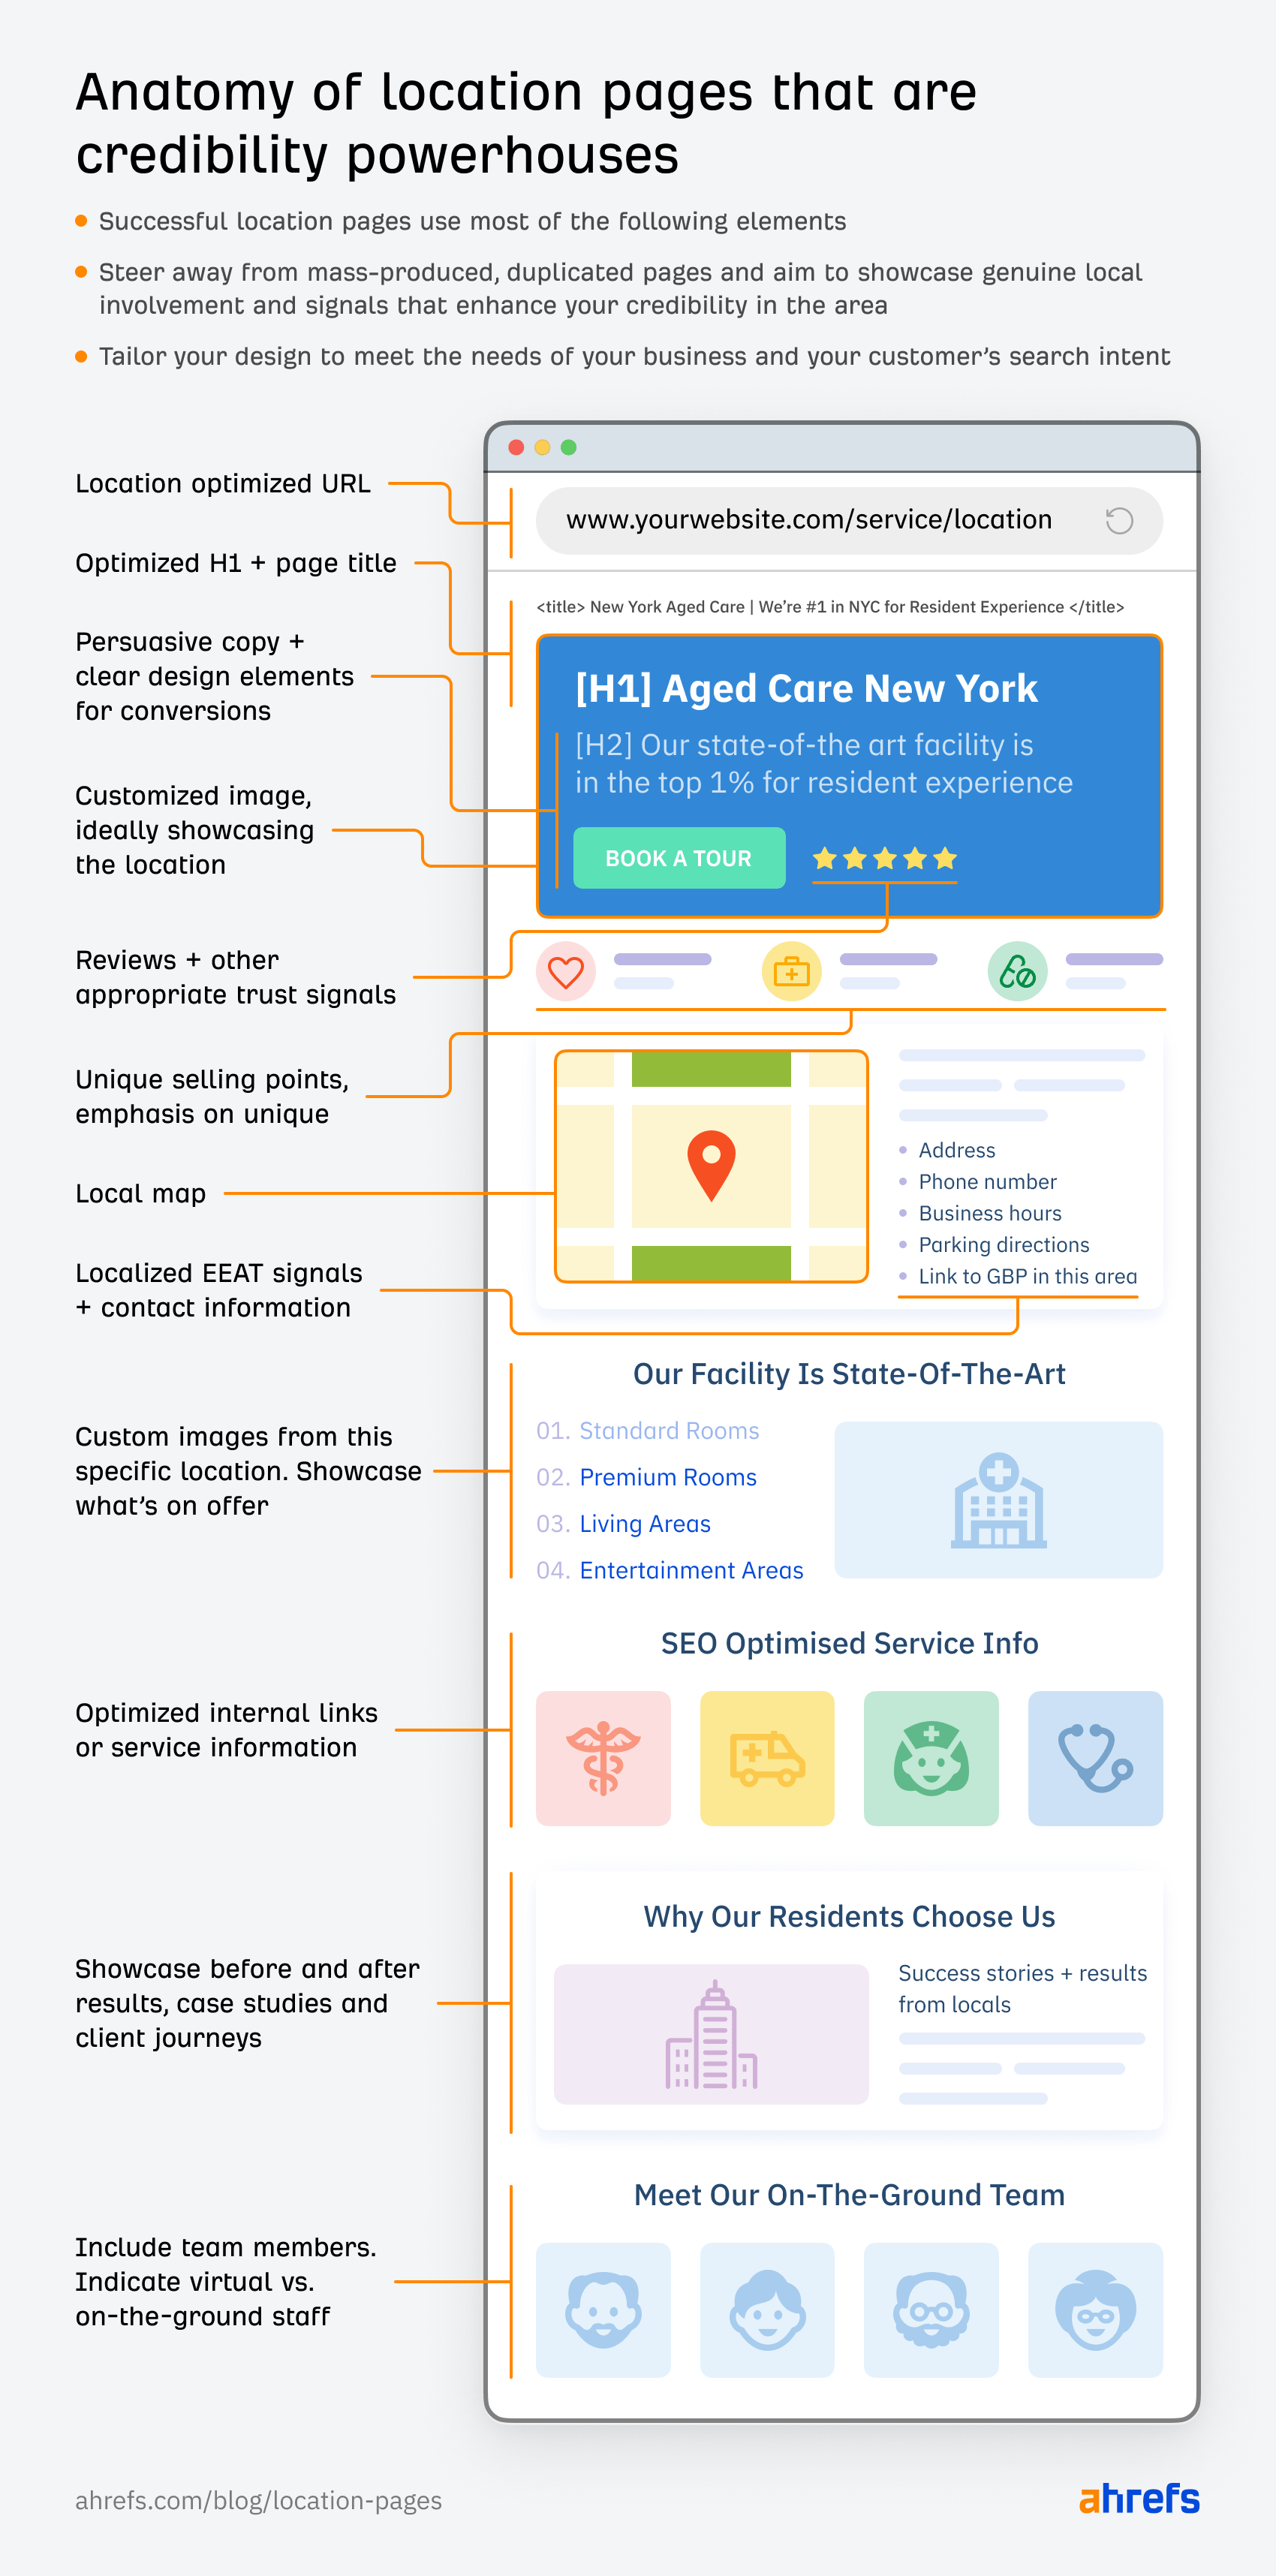 Anatomy of location pages that are
credibility powerhouses
Successful location pages use most of the following elements
Steer away from mass-produced, duplicated pages and aim to showcase genuine local
involvement and signals that enhance your credibility in the area
Tailor your design to meet the needs of your business and your customer's search intent
Location optimized URL
www.yourwebsite.com/service/location
Optimized H1 + page title
<title> New York Aged Care | We're #1 in NYC for Resident Experience </title>
Persuasive copy +
clear design elements
for conversions
[H1] Aged Care New York
[H2] Our state-of-the art facility is
in the top 1% for resident experience
BOOK A TOUR
Customized image,
ideally showcasing
the location
Reviews + other
appropriate trust signals
Unique selling points,
emphasis on unique
Local map
Address
Phone number
Business hours
Parking directions
Link to GBP in this area
Localized EEAT signals
+ contact information
Our Facility Is State-Of-The-Art
01. Standard Rooms
02. Premium Rooms
03. Living Areas
04. Entertainment Areas
Custom images from this
specific location. Showcase
what's on offer
SEO Optimised Service Info
Optimized internal links
or service information
Why Our Residents Choose Us
Success stories + results
from locals
Showcase before and after
results, case studies and
client journeys
Meet Our On-The-Ground Team
Include team members.
Indicate virtual vs.
on-the-ground staff
ahrefs.com/blog/location-pages
ahrefs